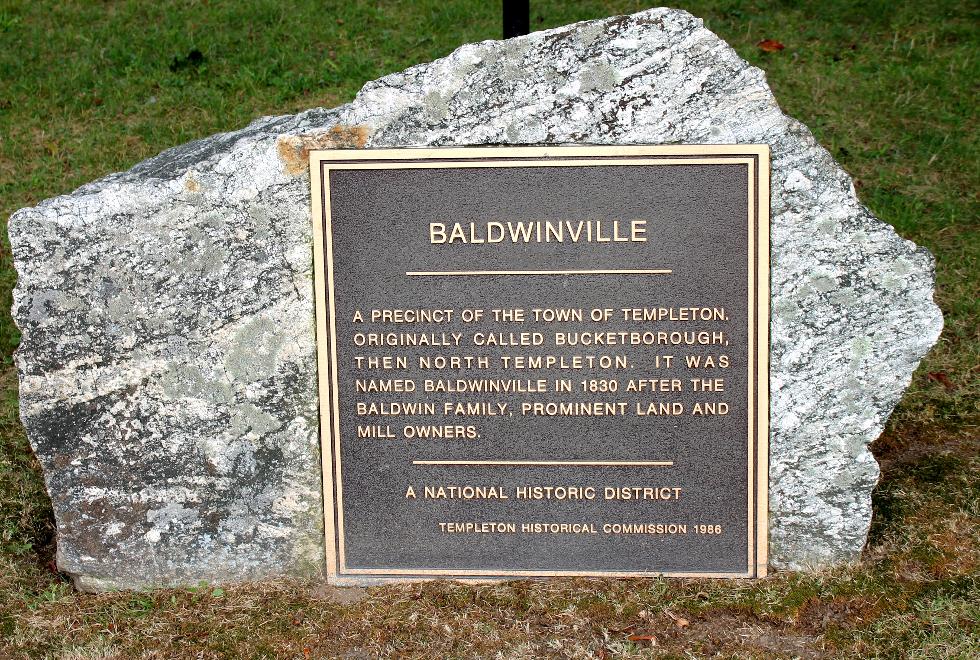 BALDWINVILLE
A PRECINCT OF THE TOWN OF TEMPLETON.
ORIGINALLY CALLED BUCKETBOROUGH,
THEN NORTH TEMPLETON. IT WAS
NAMED BALDWINVILLE IN 1830 AFTER THE
BALDWIN FAMILY, PROMINENT LAND AND
MILL OWNERS.
A NATIONAL HISTORIC DISTRICT
TEMPLETON HISTORICAL COMMISSION 1986